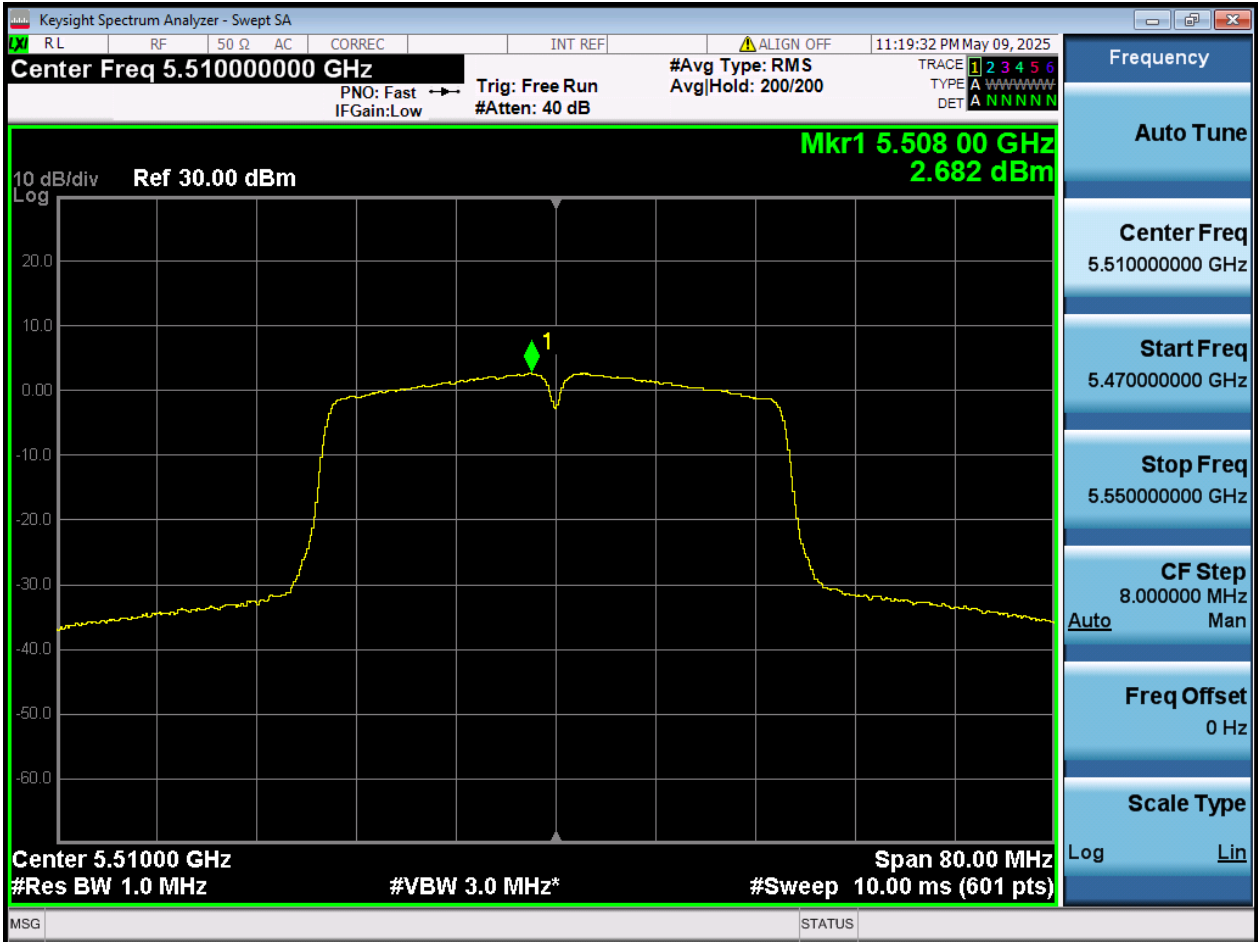 Keysight Spectrum Analyzer - Swept SA
LXI RL RF 50 Ω AC CORREC INT REF ALIGN OFF 11:19:32 PM May 09, 2025
Center Freq 5.510000000 GHz
PNO: Fast
IFGain:Low
Trig: Free Run
#Atten: 40 dB
#Avg Type: RMS
Avg|Hold: 200/200
TRACE 1 2 3 4 5 6
TYPE A WWWWW
DET A N N N N N
Mkr1 5.508 00 GHz
2.682 dBm
10 dB/div Ref 30.00 dBm
Log
20.0
10.0
1
0.00
-10.0
-20.0
-30.0
-40.0
-50.0
-60.0
Center 5.51000 GHz Span 80.00 MHz
#Res BW 1.0 MHz #VBW 3.0 MHz* #Sweep 10.00 ms (601 pts)
MSG STATUS
Frequency
Auto Tune
Center Freq
5.510000000 GHz
Start Freq
5.470000000 GHz
Stop Freq
5.550000000 GHz
CF Step
8.000000 MHz
Auto Man
Freq Offset
0 Hz
Scale Type
Log Lin